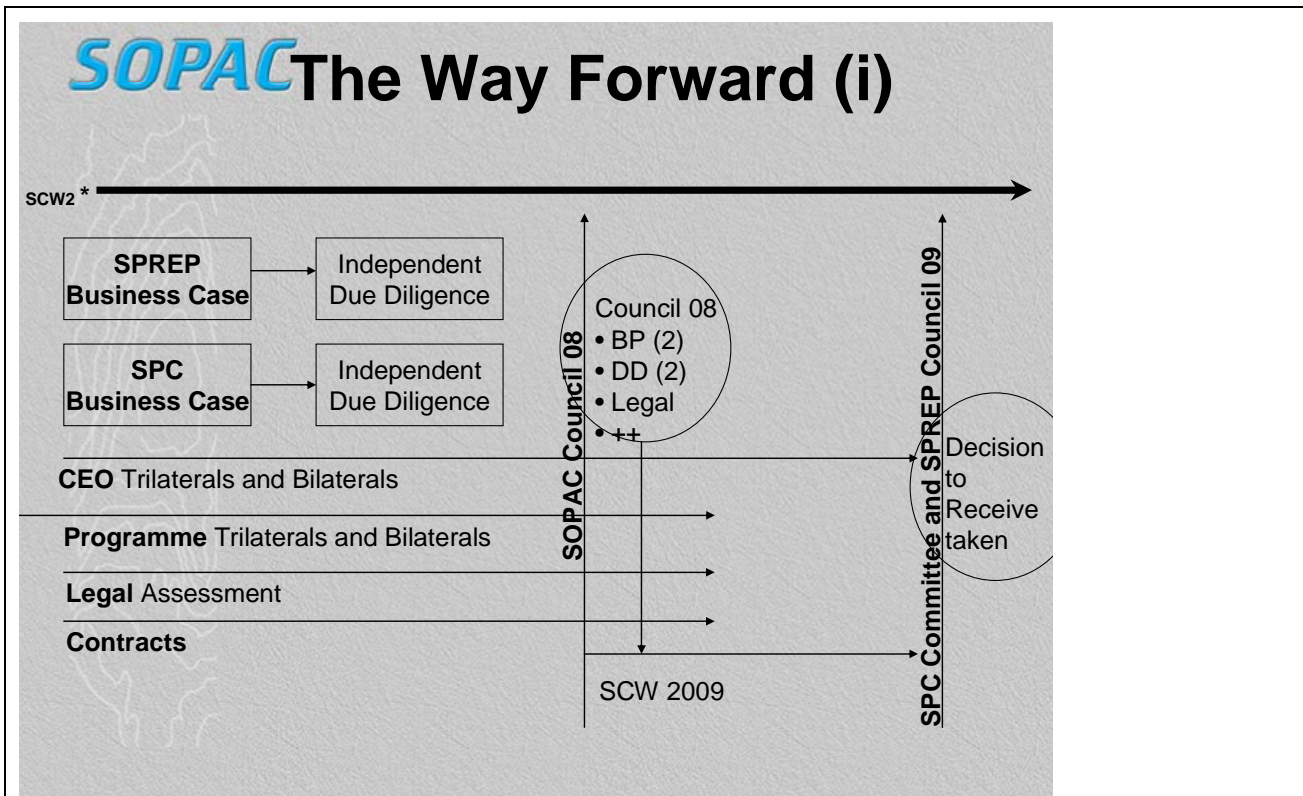 SOPAC The Way Forward (i)
SCW2 *
SPREP
Business Case
Independent
Due Diligence
SPC
Business Case
Independent
Due Diligence
SOPAC Council 08
Council 08
• BP (2)
• DD (2)
• Legal
• ++
SPC Committee and SPREP Council 09
Decision
to
Receive
taken
CEO Trilaterals and Bilaterals
Programme Trilaterals and Bilaterals
Legal Assessment
Contracts
SCW 2009